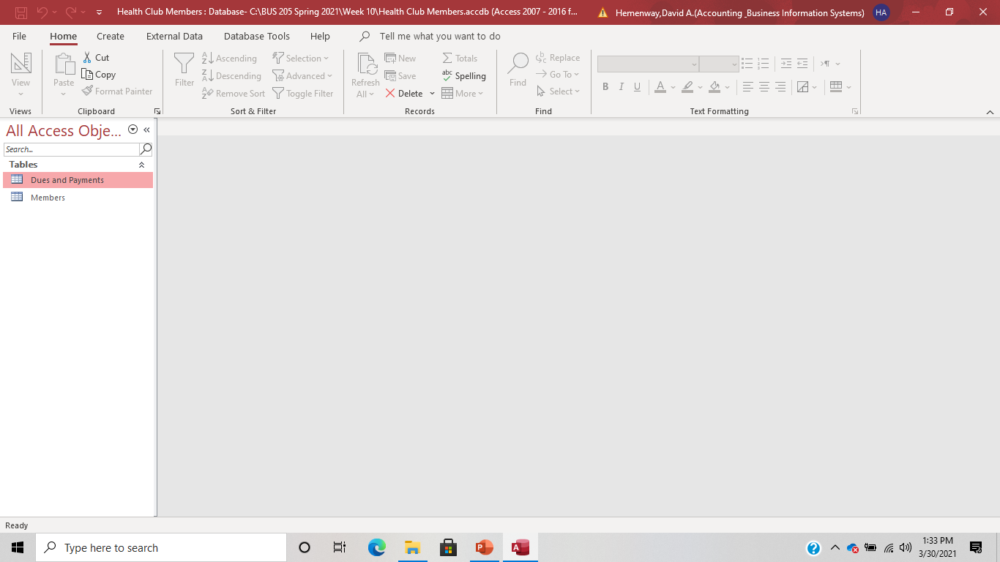 Health Club Members : Database- C:\BUS 205 Spring 2021\Week 10\Health Club Members.accdb (Access 2007 - 2016 f... Hemenway,David A.(Accounting_Business Information Systems) HA
File Home Create External Data Database Tools Help Tell me what you want to do
View
Views
Paste
Cut
Copy
Format Painter
Clipboard
Filter
Ascending
Descending
Remove Sort
Selection
Advanced
Toggle Filter
Sort & Filter
Refresh
All
New
Save
Delete
Totals
Spelling
More
Records
Find
Replace
Go To
Select
Find
B I U A
Text Formatting
All Access Obje...
Search...
Tables
Dues and Payments
Members
Ready
Type here to search
1:33 PM
3/30/2021